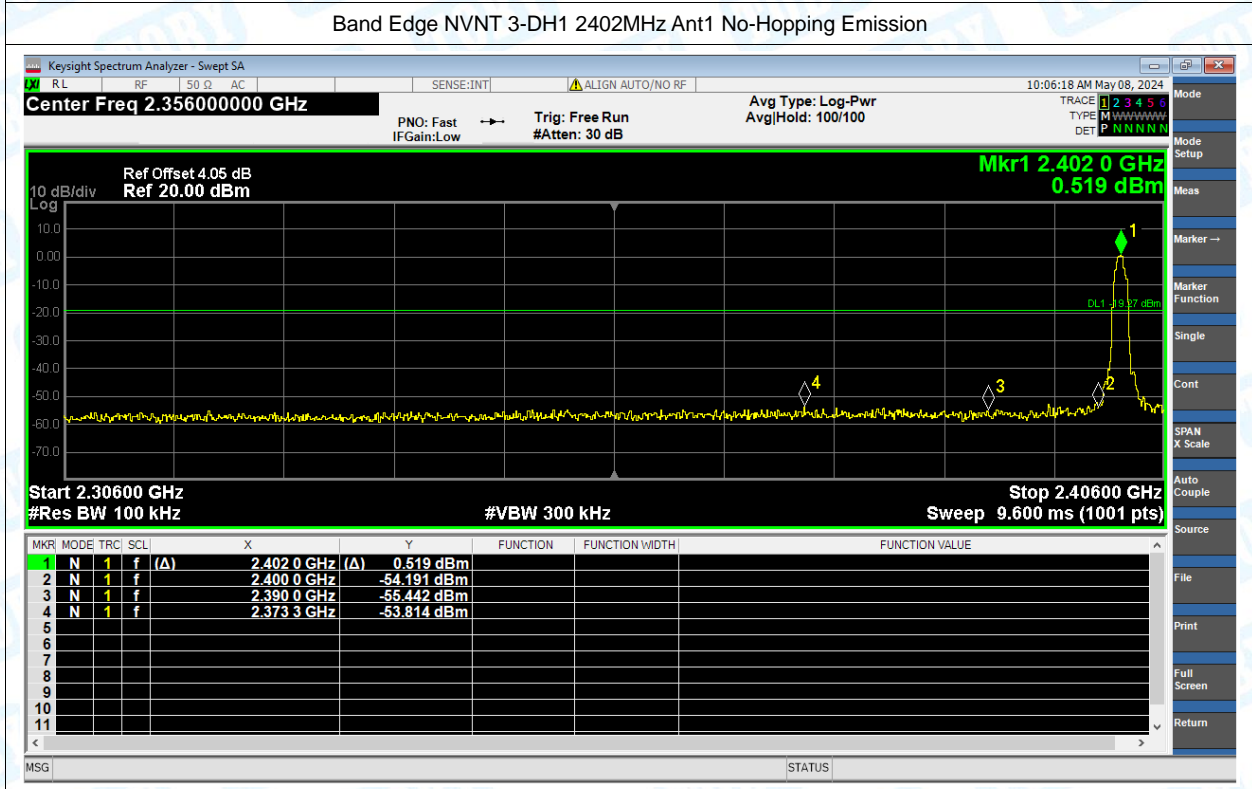 Band Edge NVNT 3-DH1 2402MHz Ant1 No-Hopping Emission
Keysight Spectrum Analyzer - Swept SA
LXI RL RF 50 Ω AC SENSE:INT ALIGN AUTO/NO RF 10:06:18 AM May 08, 2024
Center Freq 2.356000000 GHz Avg Type: Log-Pwr TRACE 1 2 3 4 5 6
PNO: Fast Trig: Free Run Avg|Hold: 100/100 TYPE M WWWWW
IFGain:Low #Atten: 30 dB DET P N N N N N
Mkr1 2.402 0 GHz
Ref Offset 4.05 dB
10 dB/div Ref 20.00 dBm 0.519 dBm
Log
10.0
0.00
-10.0
-20.0
-30.0
-40.0
-50.0
-60.0
-70.0
1
DL1 -19.27 dBm
4
3
2
Start 2.30600 GHz Stop 2.40600 GHz
#Res BW 100 kHz #VBW 300 kHz Sweep 9.600 ms (1001 pts)
MKR MODE TRC SCL X Y FUNCTION FUNCTION WIDTH FUNCTION VALUE
1 N 1 f (Δ) 2.402 0 GHz (Δ) 0.519 dBm
2 N 1 f 2.400 0 GHz -54.191 dBm
3 N 1 f 2.390 0 GHz -55.442 dBm
4 N 1 f 2.373 3 GHz -53.814 dBm
5
6
7
8
9
10
11
MSG STATUS
Mode
Mode
Setup
Meas
Marker →
Marker
Function
Single
Cont
SPAN
X Scale
Auto
Couple
Source
File
Print
Full
Screen
Return